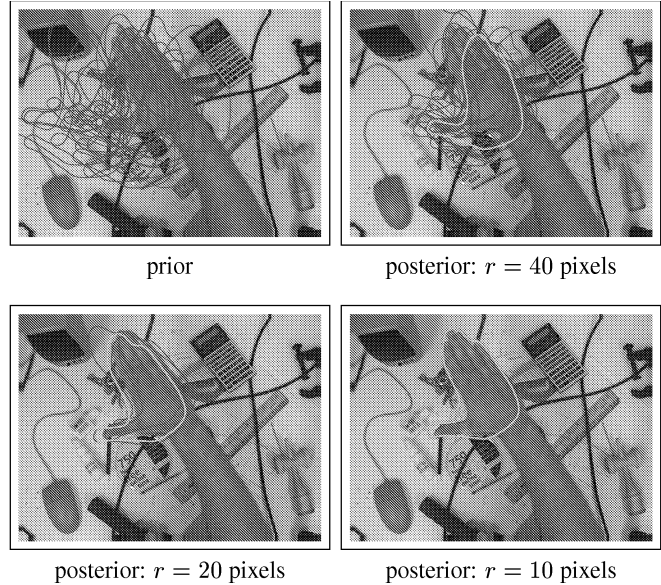 prior
posterior: r = 40 pixels
posterior: r = 20 pixels
posterior: r = 10 pixels